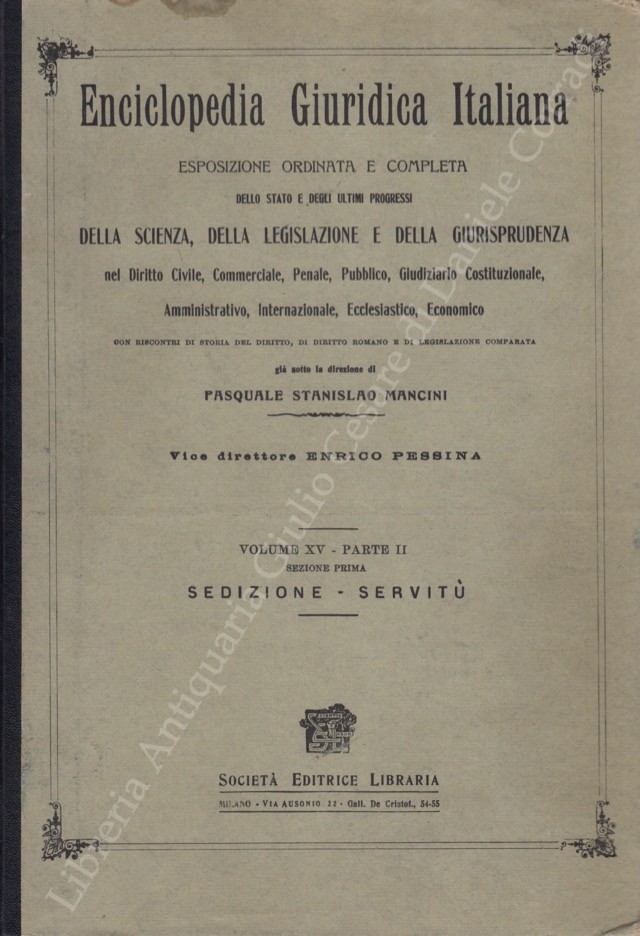 Enciclopedia Giuridica Italiana
ESPOSIZIONE ORDINATA E COMPLETA
DELLO STATO E DEGLI ULTIMI PROGRESSI
DELLA SCIENZA, DELLA LEGISLAZIONE E DELLA GIURISPRUDENZA
nel Diritto Civile, Commerciale, Penale, Pubblico, Giudiziario Costituzionale,
Amministrativo, Internazionale, Ecclesiastico, Economico
CON RISCONTRI DI STORIA DEL DIRITTO, DI DIRITTO ROMANO E DI LEGISLAZIONE COMPARATA
già sotto la direzione di
PASQUALE STANISLAO MANCINI
Vice direttore ENRICO PESSINA
VOLUME XV - PARTE II
SEZIONE PRIMA
SEDIZIONE - SERVITÙ
SOCIETÀ EDITRICE LIBRARIA
MILANO - VIA AUSONIO 22 - Gall. De Cristof., 54-55
Libreria Antiquaria Giulio Cesare di Daniele Corradi